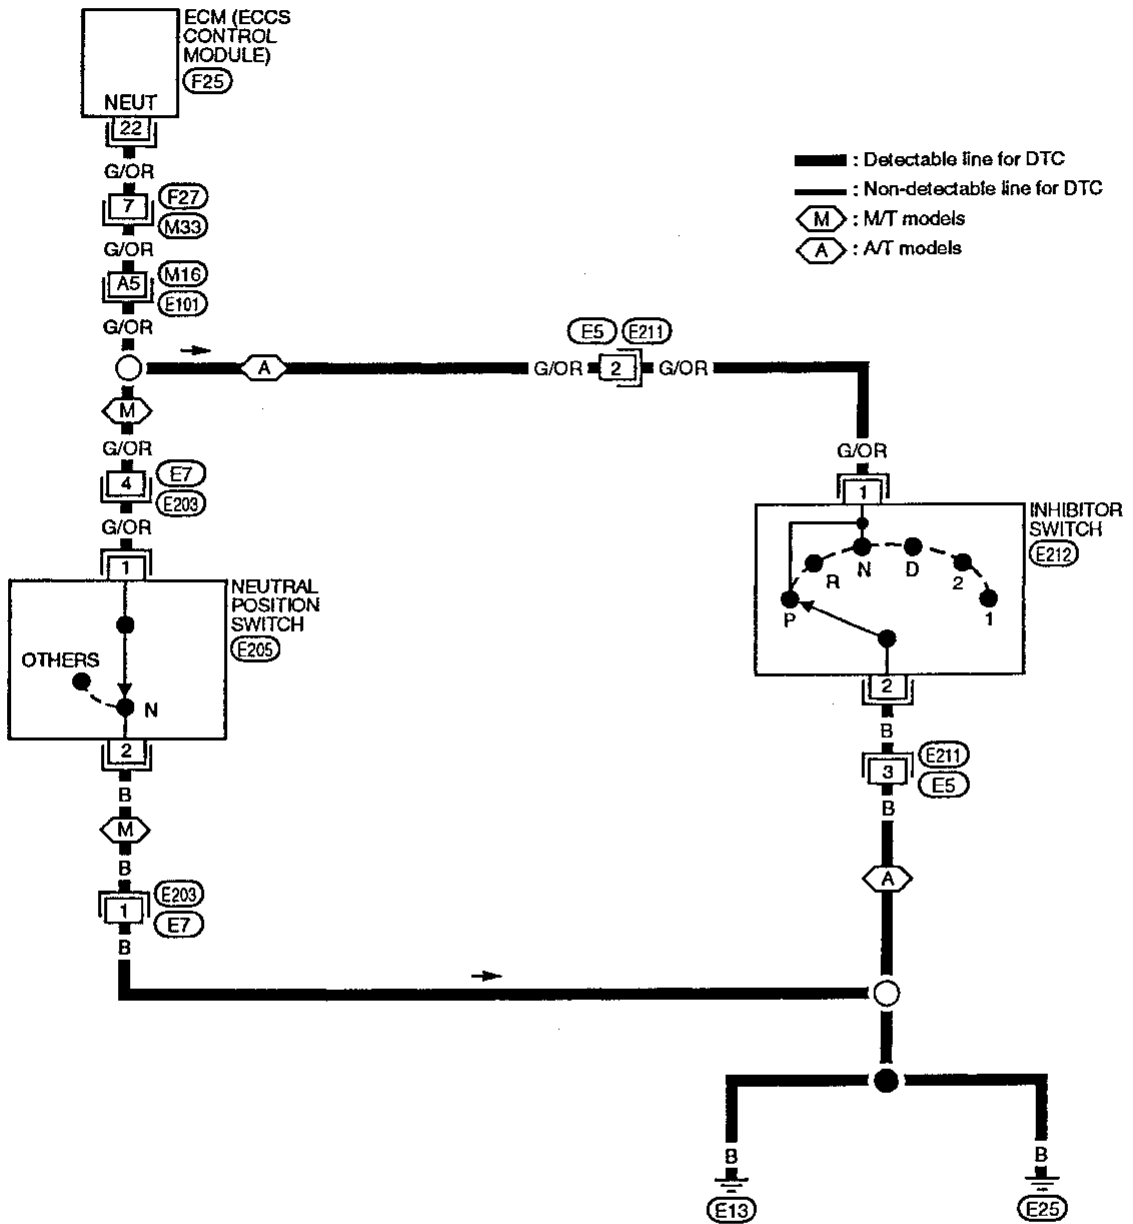 ECM (ECCS
CONTROL
MODULE)
F25
NEUT
22
G/OR
7
F27
M33
G/OR
A5
M16
E101
G/OR
: Detectable line for DTC
: Non-detectable line for DTC
M : M/T models
A : A/T models
A
G/OR
E5
E211
2
G/OR
M
G/OR
4
E7
E203
G/OR
1
NEUTRAL
POSITION
SWITCH
E205
OTHERS
N
2
B
M
B
1
E203
E7
B
G/OR
1
INHIBITOR
SWITCH
E212
P
R
N
D
2
1
2
B
3
E211
E5
B
A
B
E13
B
E25